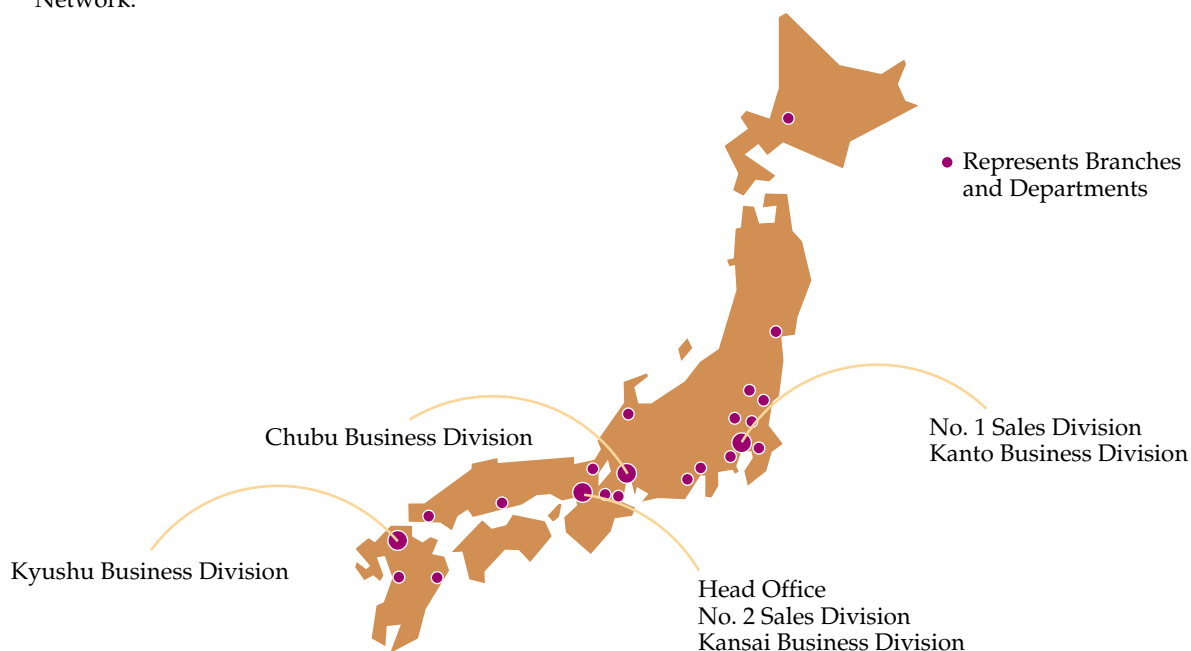 Network.
Represents Branches
and Departments
No. 1 Sales Division
Kanto Business Division
Chubu Business Division
Kyushu Business Division
Head Office
No. 2 Sales Division
Kansai Business Division